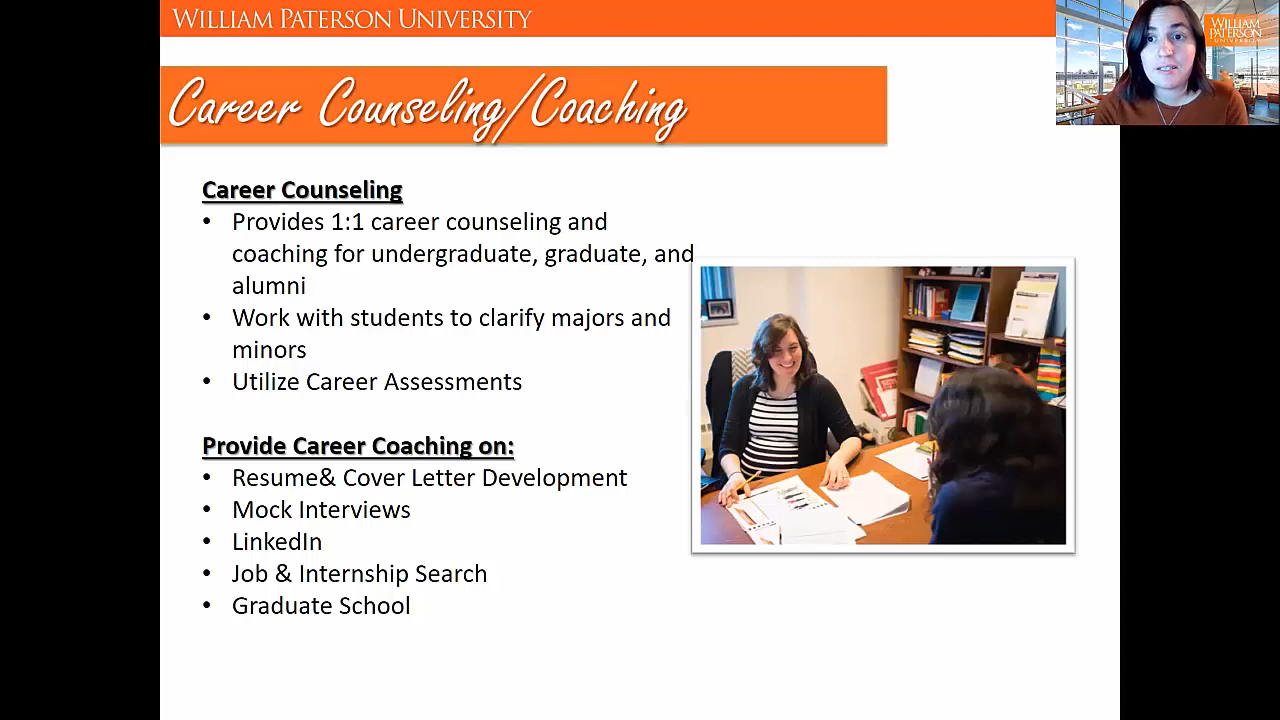 WILLIAM PATERSON UNIVERSITY
WILLIAM
PATERSON
UNIVERSITY
Career Counseling/Coaching
Career Counseling
• Provides 1:1 career counseling and
coaching for undergraduate, graduate, and
alumni
• Work with students to clarify majors and
minors
• Utilize Career Assessments
Provide Career Coaching on:
• Resume& Cover Letter Development
• Mock Interviews
• LinkedIn
• Job & Internship Search
• Graduate School